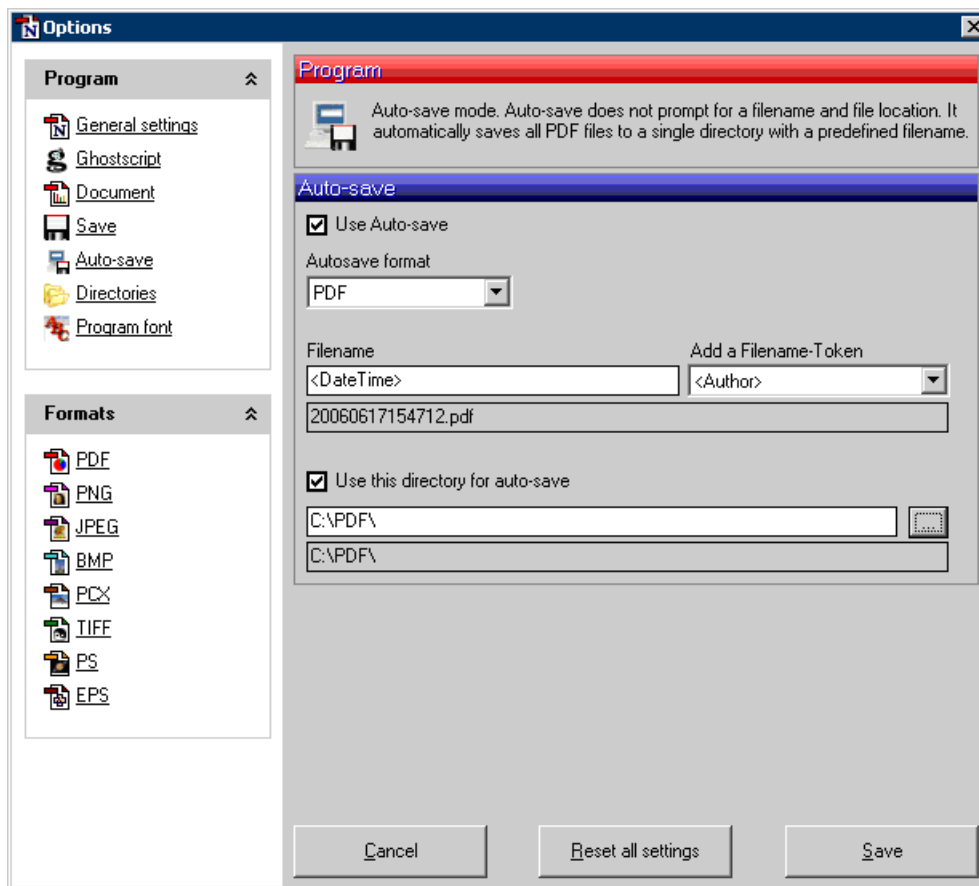 Options
Program
General settings
Ghostscript
Document
Save
Auto-save
Directories
Program font
Formats
PDF
PNG
JPEG
BMP
PCX
TIFF
PS
EPS
Program
Auto-save mode. Auto-save does not prompt for a filename and file location. It
automatically saves all PDF files to a single directory with a predefined filename.
Auto-save
Use Auto-save
Autosave format
PDF
Filename
Add a Filename-Token
<DateTime>
<Author>
20060617154712.pdf
Use this directory for auto-save
C:\PDF\
...
C:\PDF\
Cancel
Reset all settings
Save